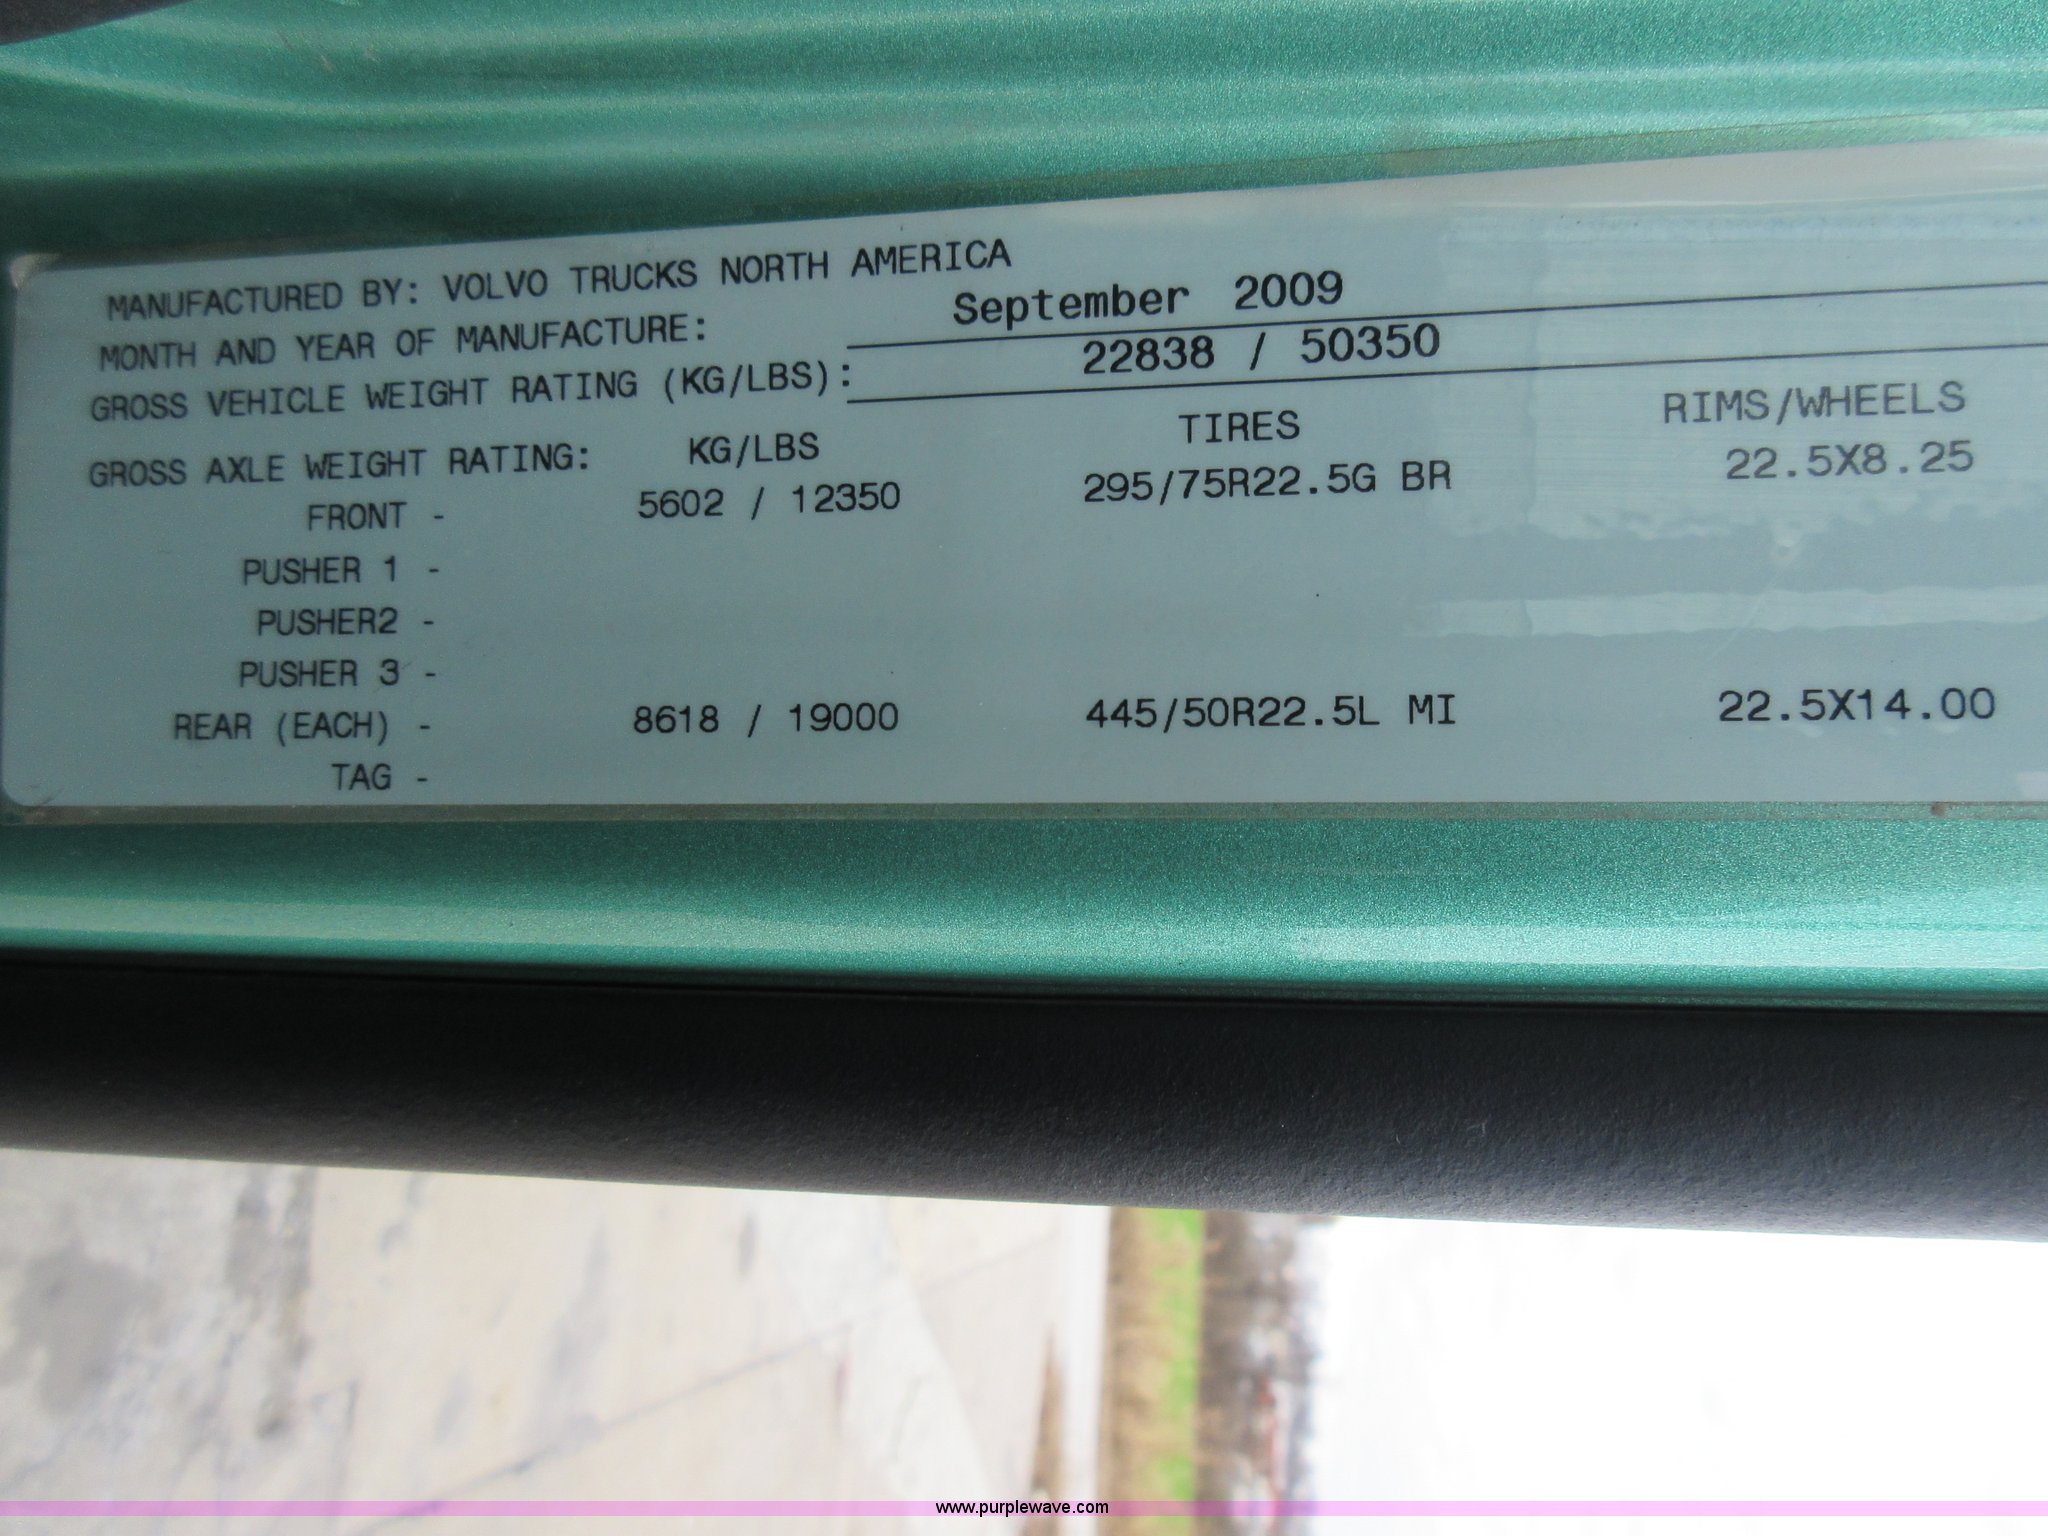 MANUFACTURED BY: VOLVO TRUCKS NORTH AMERICA
MONTH AND YEAR OF MANUFACTURE: September 2009
GROSS VEHICLE WEIGHT RATING (KG/LBS): 22838 / 50350
GROSS AXLE WEIGHT RATING: KG/LBS TIRES RIMS/WHEELS
FRONT - 5602 / 12350 295/75R22.5G BR 22.5X8.25
PUSHER 1 -
PUSHER2 -
PUSHER 3 -
REAR (EACH) - 8618 / 19000 445/50R22.5L MI 22.5X14.00
TAG -
www.purplewave.com